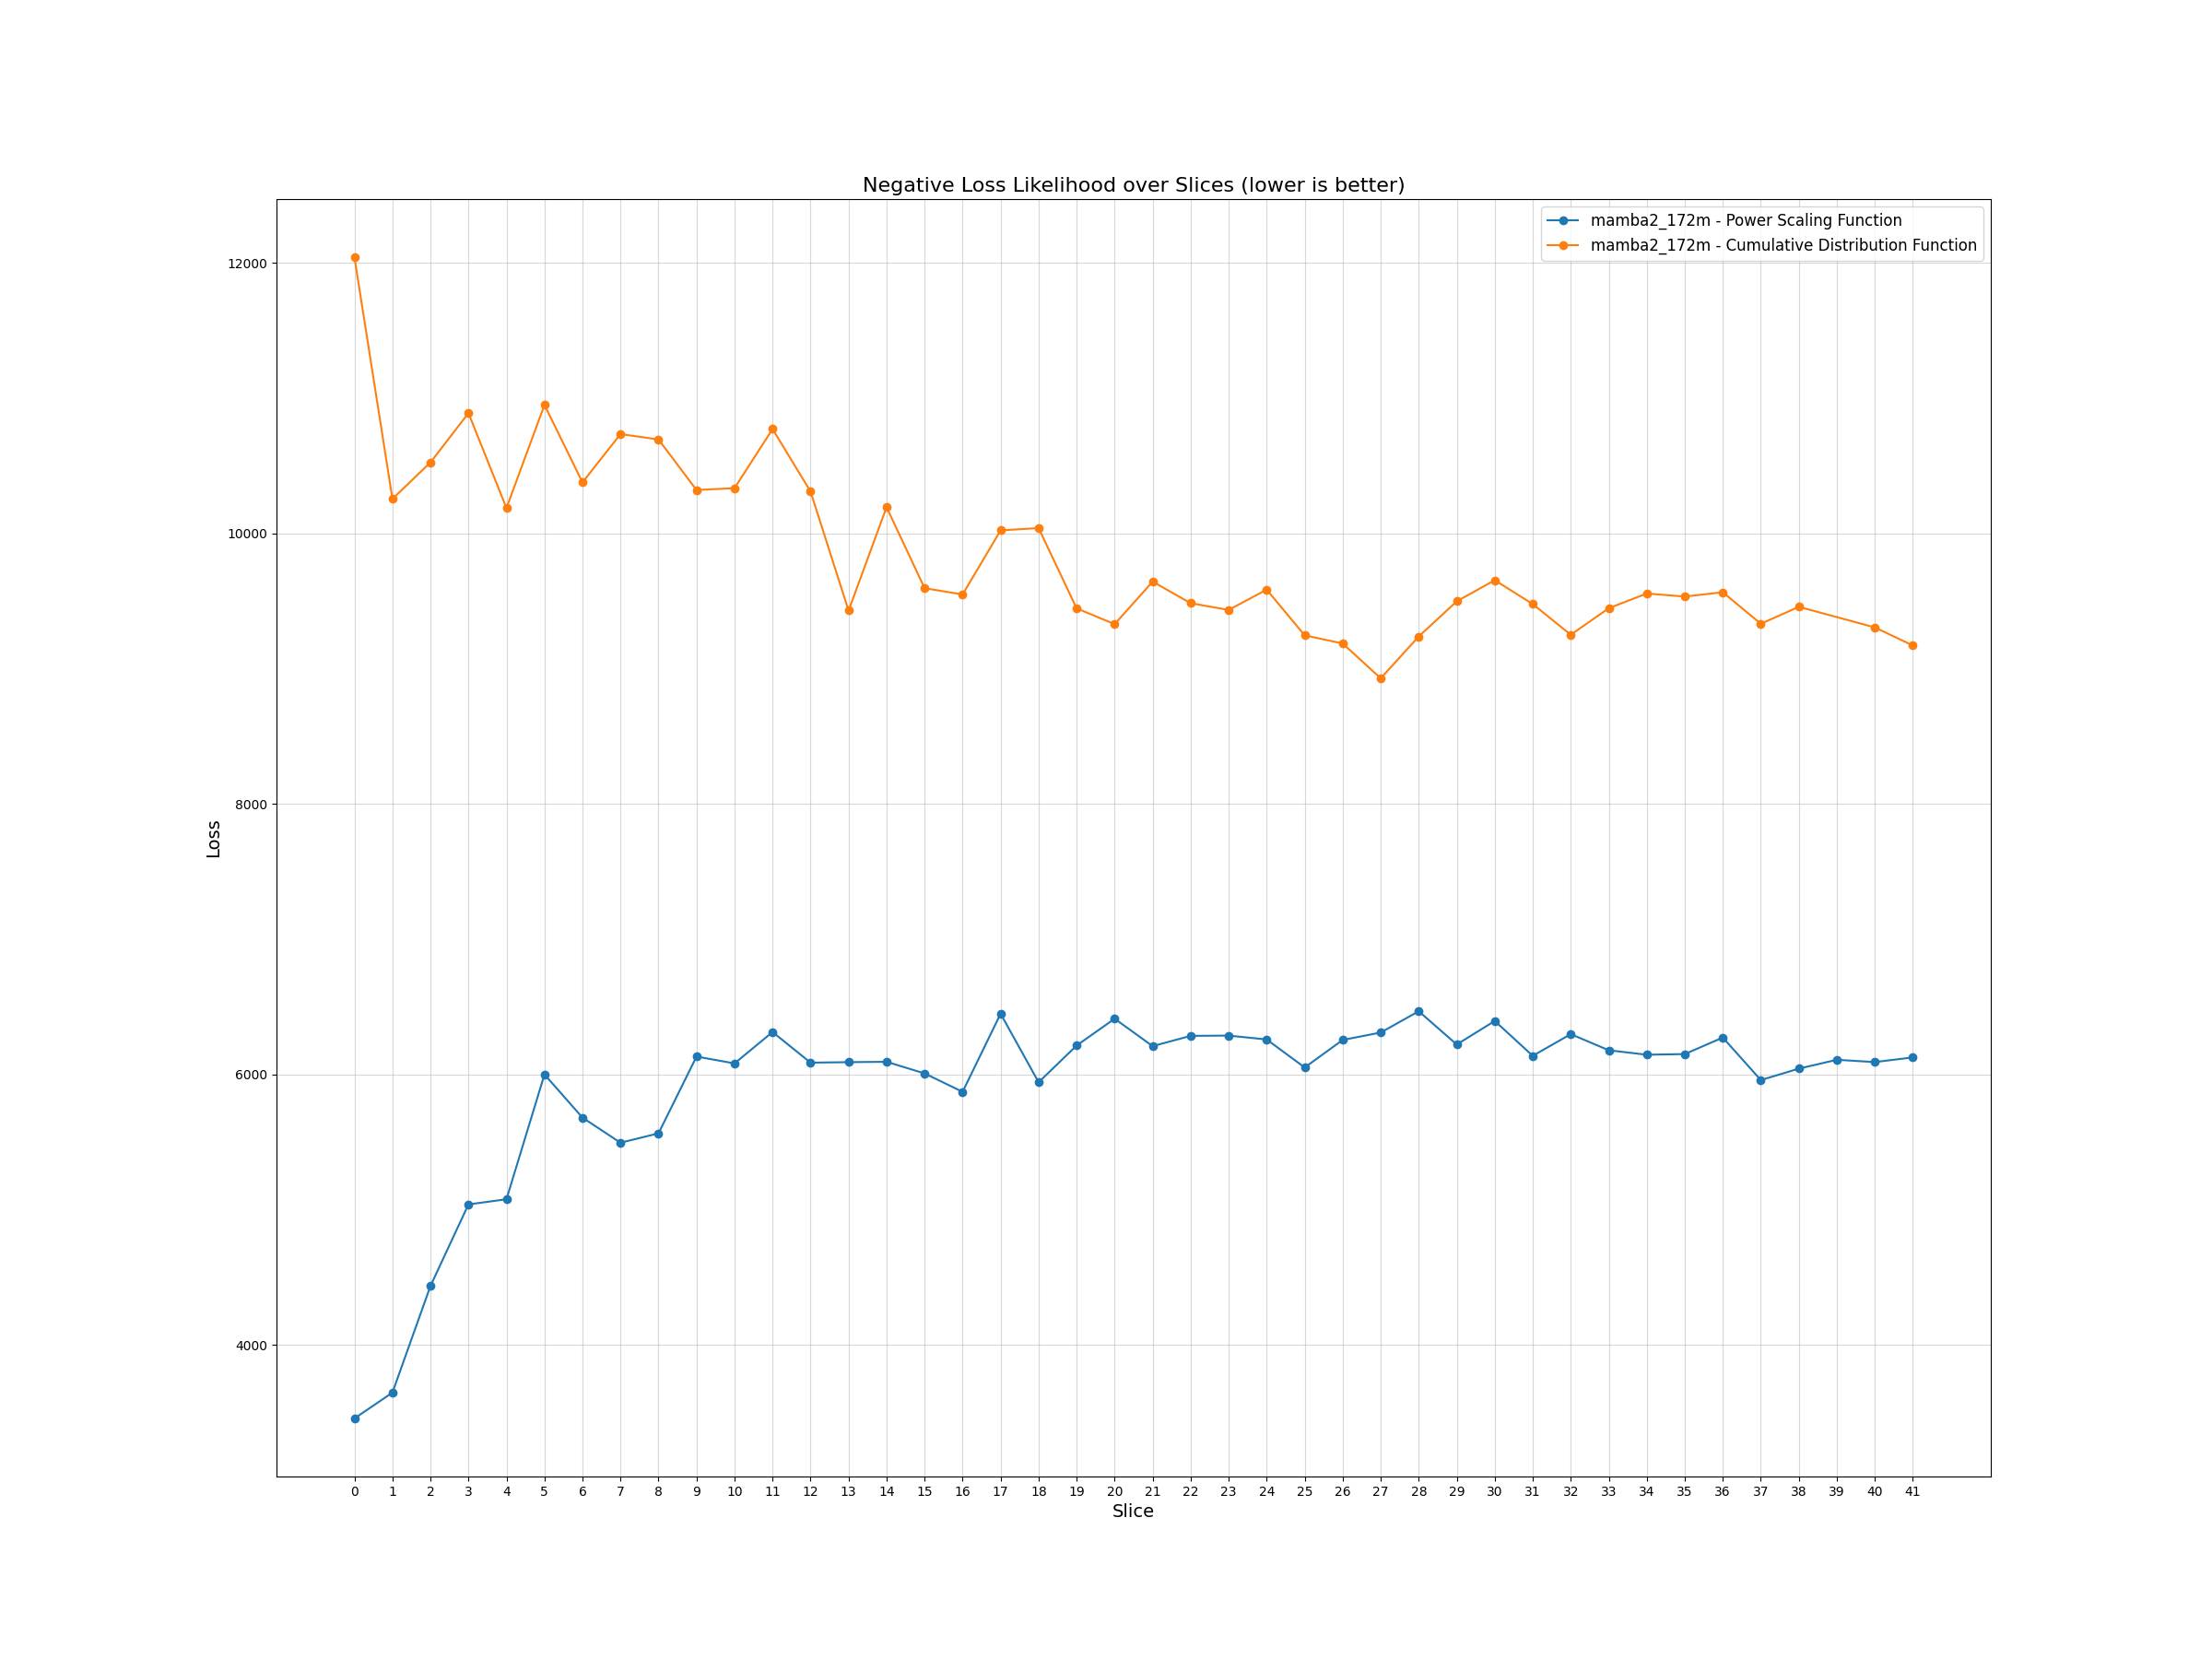 Negative Loss Likelihood over Slices (lower is better)
mamba2_172m - Power Scaling Function
mamba2_172m - Cumulative Distribution Function
12000
10000
8000
6000
4000
Loss
0 1 2 3 4 5 6 7 8 9 10 11 12 13 14 15 16 17 18 19 20 21 22 23 24 25 26 27 28 29 30 31 32 33 34 35 36 37 38 39 40 41
Slice